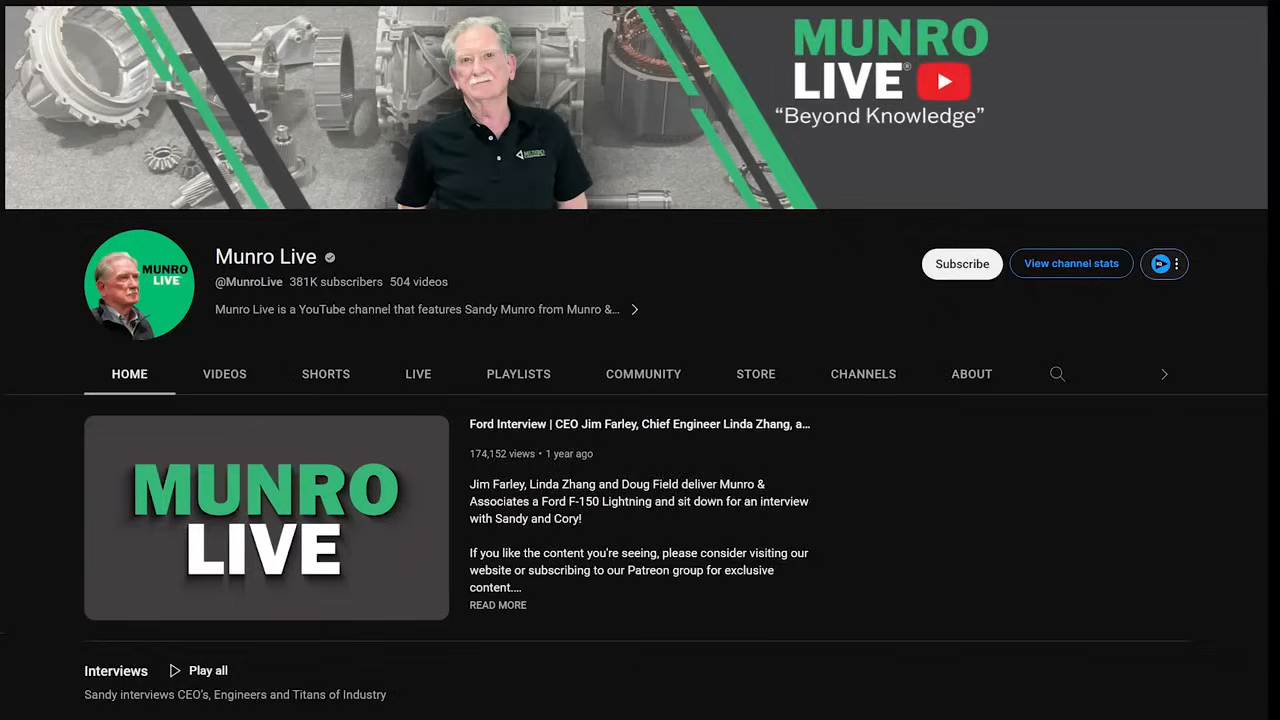 MUNRO
LIVE®
“Beyond Knowledge”
MUNRO
LIVE
Munro Live
@MunroLive 381K subscribers 504 videos
Munro Live is a YouTube channel that features Sandy Munro from Munro &...
Subscribe
View channel stats
HOME VIDEOS SHORTS LIVE PLAYLISTS COMMUNITY STORE CHANNELS ABOUT
MUNRO
LIVE
Ford Interview | CEO Jim Farley, Chief Engineer Linda Zhang, a...
174,152 views • 1 year ago
Jim Farley, Linda Zhang and Doug Field deliver Munro &
Associates a Ford F-150 Lightning and sit down for an interview
with Sandy and Cory!
If you like the content you're seeing, please consider visiting our
website or subscribing to our Patreon group for exclusive
content....
READ MORE
Interviews Play all
Sandy interviews CEO's, Engineers and Titans of Industry